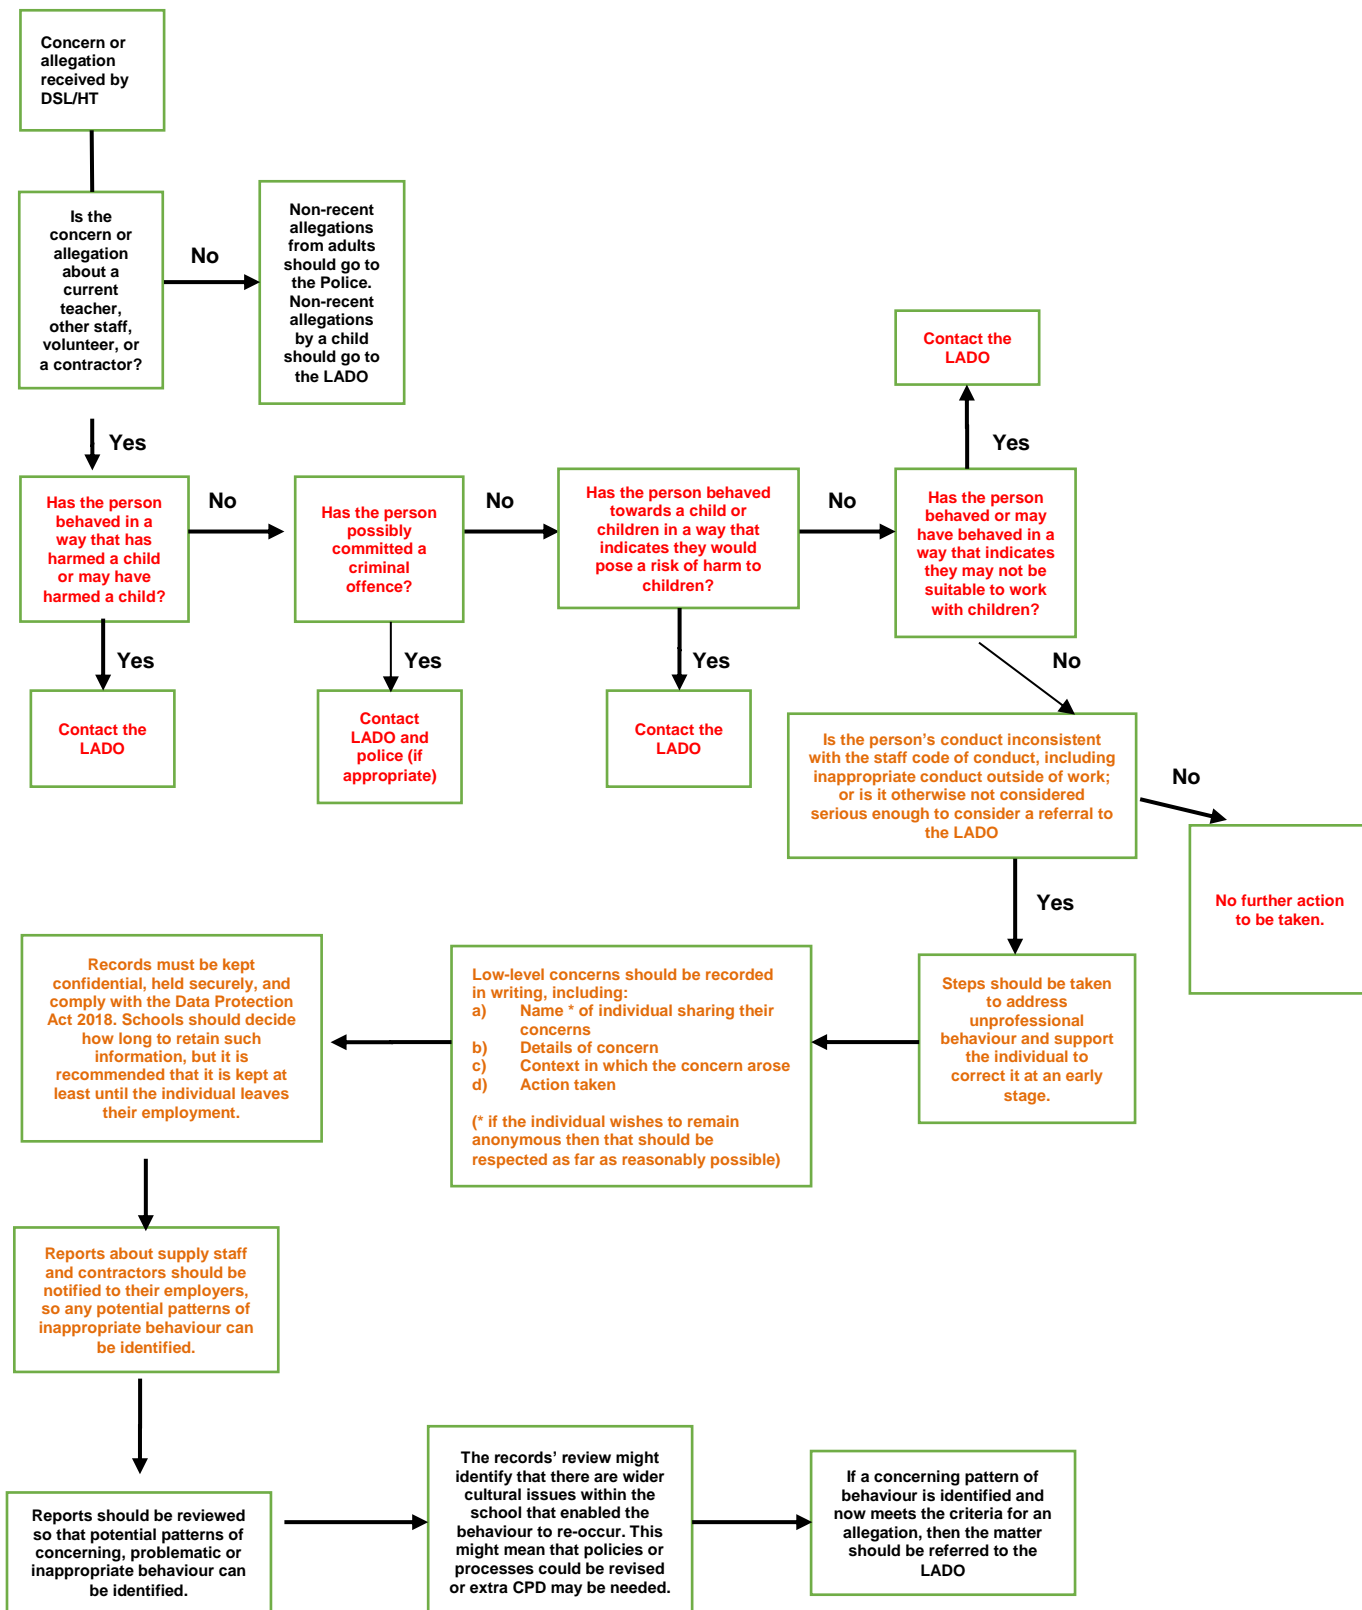 Concern or
allegation
received by
DSL/HT
Is the
concern or
allegation
about a
current
teacher,
other staff,
volunteer, or
a contractor?
No
Non-recent
allegations
from adults
should go to
the Police.
Non-recent
allegations
by a child
should go to
the LADO
Contact the
LADO
Yes
Yes
Has the person
behaved in a
way that has
harmed a child
or may have
harmed a child?
No
Has the person
possibly
committed a
criminal
offence?
No
Has the person behaved
towards a child or
children in a way that
indicates they would
pose a risk of harm to
children?
No
Has the person
behaved or may
have behaved in a
way that indicates
they may not be
suitable to work
with children?
Yes
Yes
Yes
No
Contact the
LADO
Contact
LADO and
police (if
appropriate)
Contact the
LADO
Is the person’s conduct inconsistent
with the staff code of conduct, including
inappropriate conduct outside of work;
or is it otherwise not considered
serious enough to consider a referral to
the LADO
No
No further action
to be taken.
Yes
Steps should be taken
to address
unprofessional
behaviour and support
the individual to
correct it at an early
stage.
Low-level concerns should be recorded
in writing, including:
a) Name * of individual sharing their
concerns
b) Details of concern
c) Context in which the concern arose
d) Action taken
(* if the individual wishes to remain
anonymous then that should be
respected as far as reasonably possible)
Records must be kept
confidential, held securely, and
comply with the Data Protection
Act 2018. Schools should decide
how long to retain such
information, but it is
recommended that it is kept at
least until the individual leaves
their employment.
Reports about supply staff
and contractors should be
notified to their employers,
so any potential patterns of
inappropriate behaviour can
be identified.
Reports should be reviewed
so that potential patterns of
concerning, problematic or
inappropriate behaviour can
be identified.
The records’ review might
identify that there are wider
cultural issues within the
school that enabled the
behaviour to re-occur. This
might mean that policies or
processes could be revised
or extra CPD may be needed.
If a concerning pattern of
behaviour is identified and
now meets the criteria for an
allegation, then the matter
should be referred to the
LADO